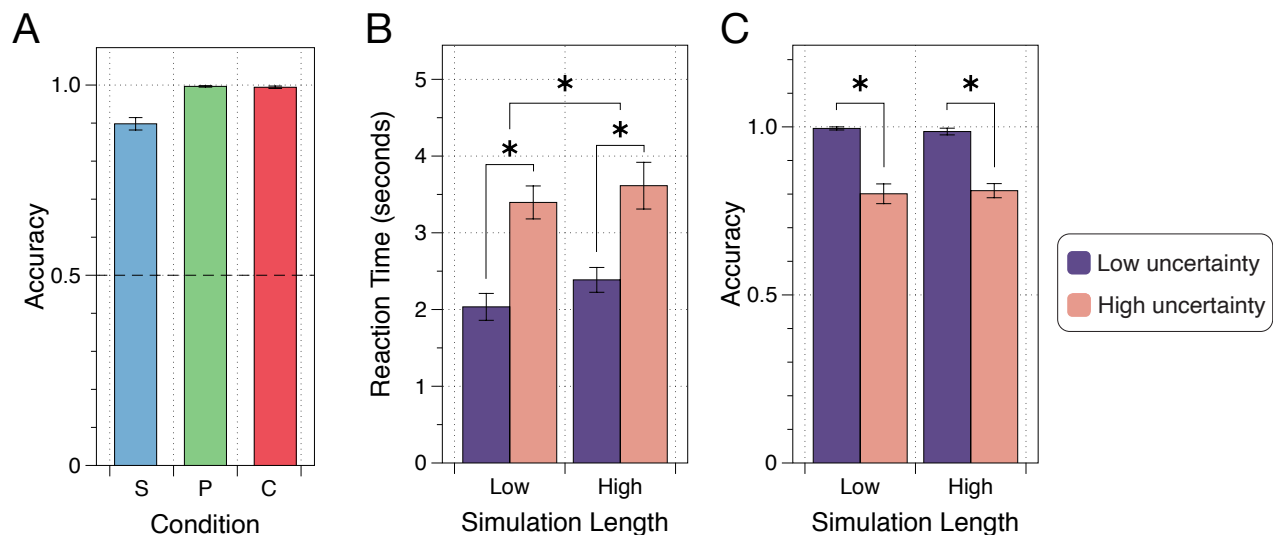 A
Accuracy
1.0
0.5
0
S P C
Condition
B
Reaction Time (seconds)
5
4
3
2
1
0
*
*
*
Low High
Simulation Length
C
Accuracy
1.0
0.5
0
*
*
Low High
Simulation Length
Low uncertainty
High uncertainty